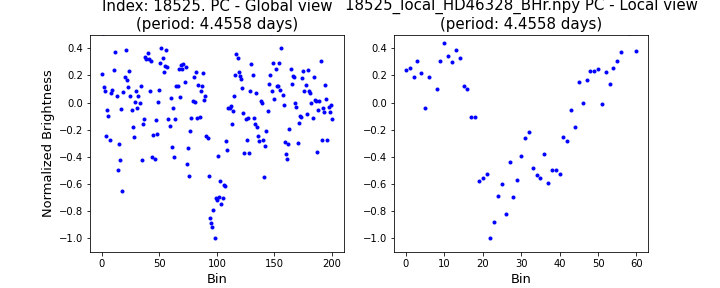 Index: 18525. PC - Global view
(period: 4.4558 days)
18525_local_HD46328_BHr.npy PC - Local view
(period: 4.4558 days)
Normalized Brightness
0.4
0.2
0.0
−0.2
−0.4
−0.6
−0.8
−1.0
0 50 100 150 200
Bin
0.4
0.2
0.0
−0.2
−0.4
−0.6
−0.8
−1.0
0 10 20 30 40 50 60
Bin